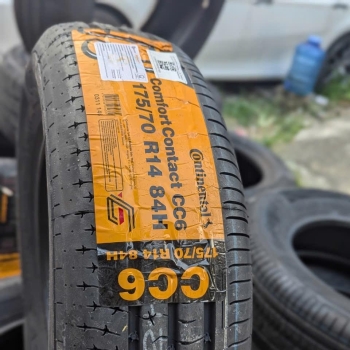 Continental
ComfortContact CC6
175/70 R14 84H
175/70 R14 84H
CC6